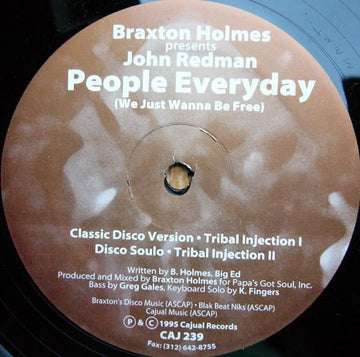 Braxton Holmes
presents
John Redman
People Everyday
(We Just Wanna Be Free)
Classic Disco Version • Tribal Injection I
Disco Soulo • Tribal Injection II
Written by B. Holmes, Big Ed
Produced and Mixed by Braxton Holmes for Papa's Got Soul, Inc.
Bass by Greg Gales, Keyboard Solo by K. Fingers
Braxton's Disco Music (ASCAP) • Blak Beat Niks (ASCAP)
Cajual Music (ASCAP)
℗ & © 1995 Cajual Records
CAJ 239
Fax: (312) 642-8755